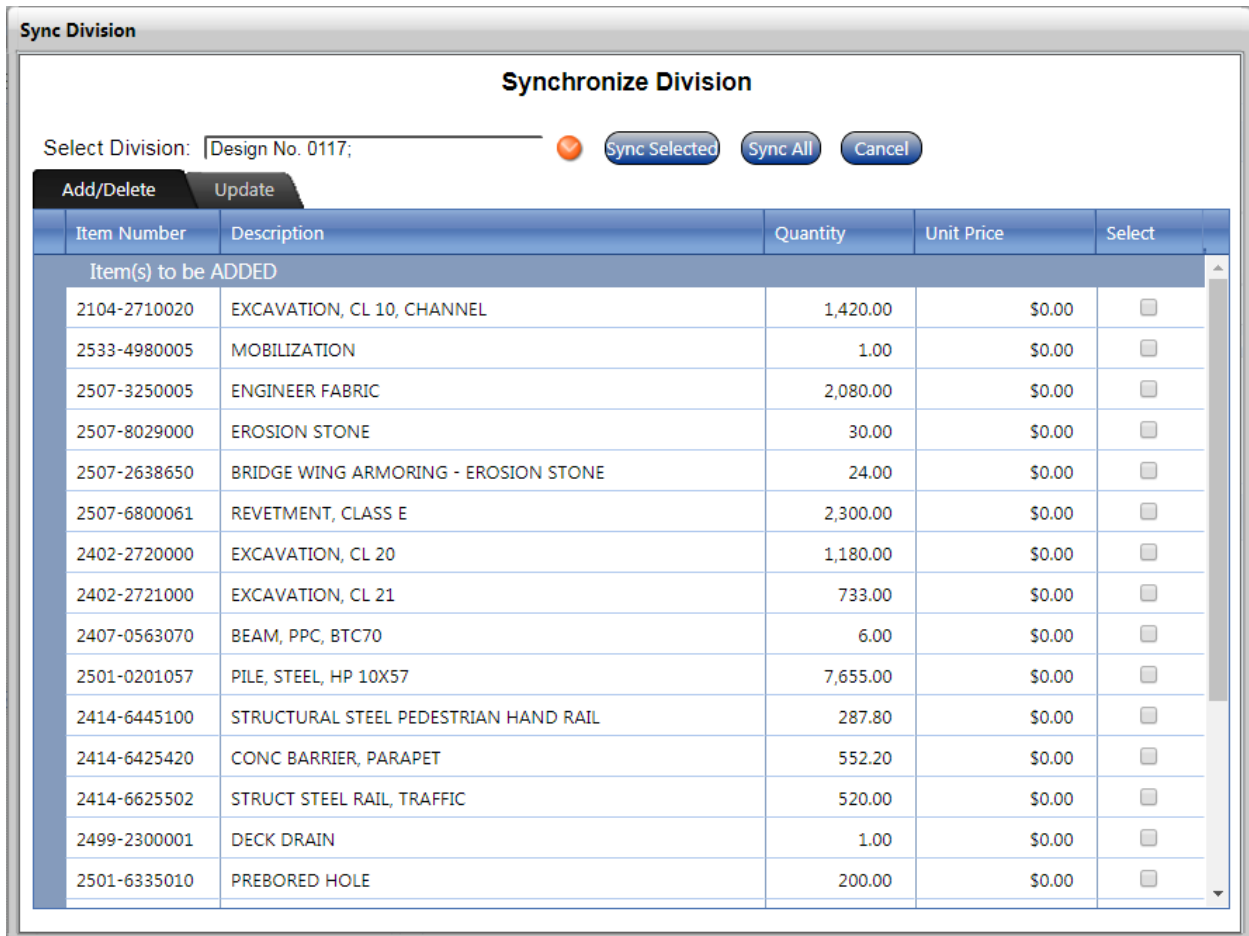 Sync Division
Synchronize Division
Select Division: Design No. 0117; Sync Selected Sync All Cancel
Add/Delete Update
Item Number Description Quantity Unit Price Select
Item(s) to be ADDED
2104-2710020 EXCAVATION, CL 10, CHANNEL 1,420.00 $0.00
2533-4980005 MOBILIZATION 1.00 $0.00
2507-3250005 ENGINEER FABRIC 2,080.00 $0.00
2507-8029000 EROSION STONE 30.00 $0.00
2507-2638650 BRIDGE WING ARMORING - EROSION STONE 24.00 $0.00
2507-6800061 REVETMENT, CLASS E 2,300.00 $0.00
2402-2720000 EXCAVATION, CL 20 1,180.00 $0.00
2402-2721000 EXCAVATION, CL 21 733.00 $0.00
2407-0563070 BEAM, PPC, BTC70 6.00 $0.00
2501-0201057 PILE, STEEL, HP 10X57 7,655.00 $0.00
2414-6445100 STRUCTURAL STEEL PEDESTRIAN HAND RAIL 287.80 $0.00
2414-6425420 CONC BARRIER, PARAPET 552.20 $0.00
2414-6625502 STRUCT STEEL RAIL, TRAFFIC 520.00 $0.00
2499-2300001 DECK DRAIN 1.00 $0.00
2501-6335010 PREBORED HOLE 200.00 $0.00